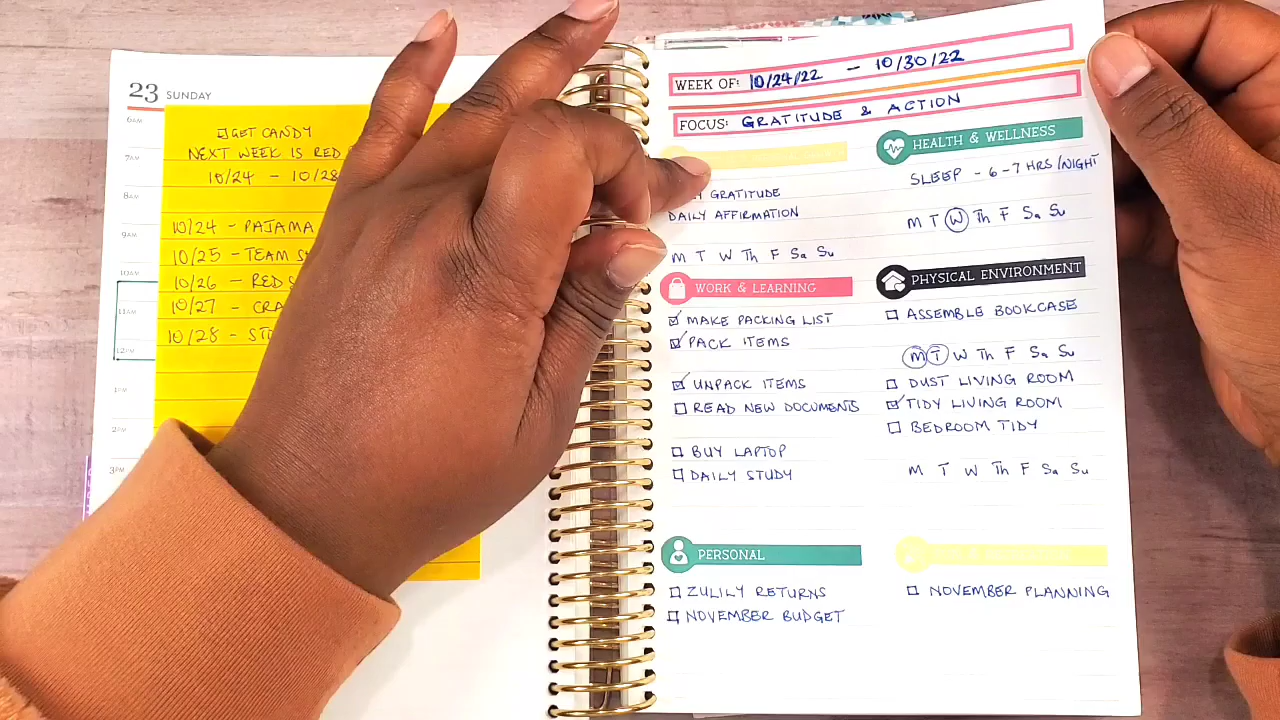 23 SUNDAY
6AM
7AM
8AM
9AM
10AM
11AM
12PM
1PM
2PM
3PM
GET CANDY
NEXT WEEK IS RED
10/24 - 10/28
10/24 - PAJAMA
10/25 - TEAM
10/26 - RED
10/27 -
10/28 -
WEEK OF: 10/24/22 - 10/30/22
FOCUS: GRATITUDE & ACTION
GRATITUDE
DAILY AFFIRMATION
M T W Th F Sa Su
WORK & LEARNING
MAKE PACKING LIST
PACK ITEMS
UNPACK ITEMS
READ NEW DOCUMENTS
BUY LAPTOP
DAILY STUDY
PERSONAL
ZULILY RETURNS
NOVEMBER BUDGET
HEALTH & WELLNESS
SLEEP - 6-7 HRS/NIGHT
M T W Th F Sa Su
PHYSICAL ENVIRONMENT
ASSEMBLE BOOKCASE
M T W Th F Sa Su
DUST LIVING ROOM
TIDY LIVING ROOM
BEDROOM TIDY
M T W Th F Sa Su
NOVEMBER PLANNING